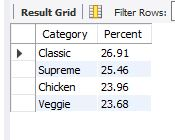 Result Grid Filter Rows:
Category Percent
Classic 26.91
Supreme 25.46
Chicken 23.96
Veggie 23.68